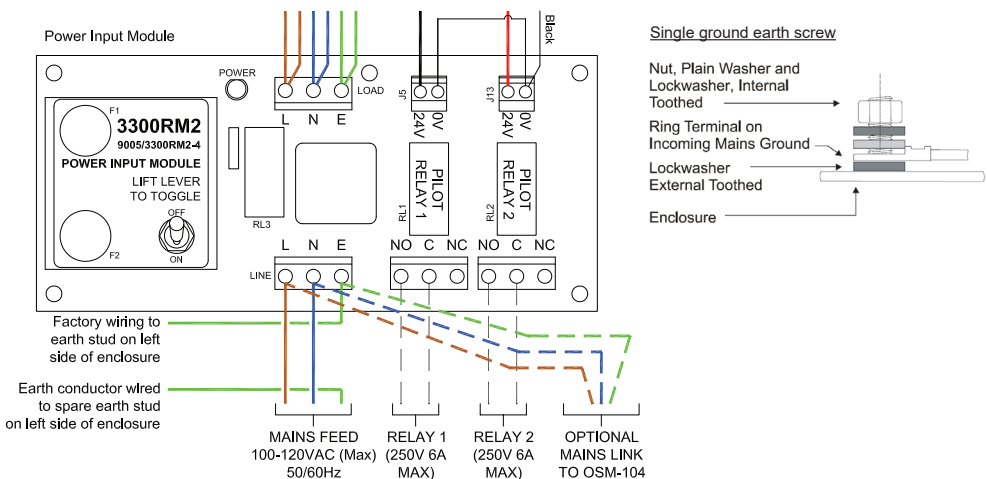 Power Input Module
POWER
LOAD
L N E
J5
24V
0V
J13
24V
0V
Black
F1
3300RM2
9005/3300RM2-4
POWER INPUT MODULE
LIFT LEVER
TO TOGGLE
OFF
ON
F2
RL3
PILOT
RELAY 1
RL1
PILOT
RELAY 2
RL2
L N E
NO C NC
NO C NC
LINE
Factory wiring to
earth stud on left
side of enclosure
Earth conductor wired
to spare earth stud
on left side of enclosure
MAINS FEED
100-120VAC (Max)
50/60Hz
RELAY 1
(250V 6A
MAX)
RELAY 2
(250V 6A
MAX)
OPTIONAL
MAINS LINK
TO OSM-104
Single ground earth screw
Nut, Plain Washer and
Lockwasher, Internal
Toothed
Ring Terminal on
Incoming Mains Ground
Lockwasher
External Toothed
Enclosure